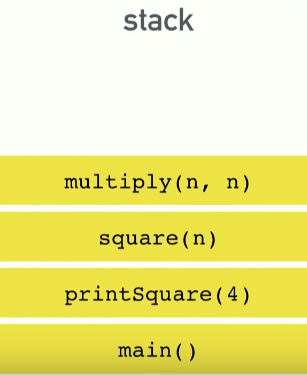 stack
multiply(n, n)
square(n)
printSquare(4)
main()